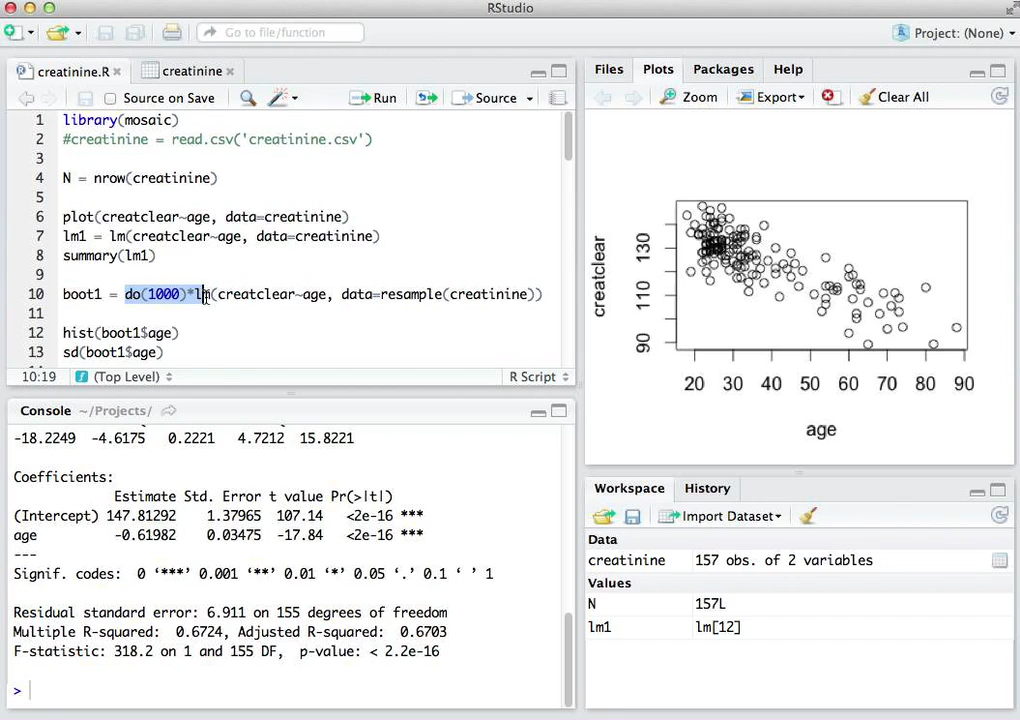 RStudio
Go to file/function
Project: (None)
creatinine.R
creatinine
Source on Save
Run
Source
1 library(mosaic)
2 #creatinine = read.csv('creatinine.csv')
3
4 N = nrow(creatinine)
5
6 plot(creatclear~age, data=creatinine)
7 lm1 = lm(creatclear~age, data=creatinine)
8 summary(lm1)
9
10 boot1 = do(1000)*lm(creatclear~age, data=resample(creatinine))
11
12 hist(boot1$age)
13 sd(boot1$age)
10:19
(Top Level)
R Script
Console ~/Projects/
-18.2249 -4.6175 0.2221 4.7212 15.8221
Coefficients:
Estimate Std. Error t value Pr(>|t|)
(Intercept) 147.81292 1.37965 107.14 <2e-16 ***
age -0.61982 0.03475 -17.84 <2e-16 ***
---
Signif. codes: 0 ‘***’ 0.001 ‘**’ 0.01 ‘*’ 0.05 ‘.’ 0.1 ‘ ’ 1
Residual standard error: 6.911 on 155 degrees of freedom
Multiple R-squared: 0.6724, Adjusted R-squared: 0.6703
F-statistic: 318.2 on 1 and 155 DF, p-value: < 2.2e-16
>
Files Plots Packages Help
Zoom Export Clear All
creatclear
130
110
90
20 30 40 50 60 70 80 90
age
Workspace History
Import Dataset
Data
creatinine 157 obs. of 2 variables
Values
N 157L
lm1 lm[12]